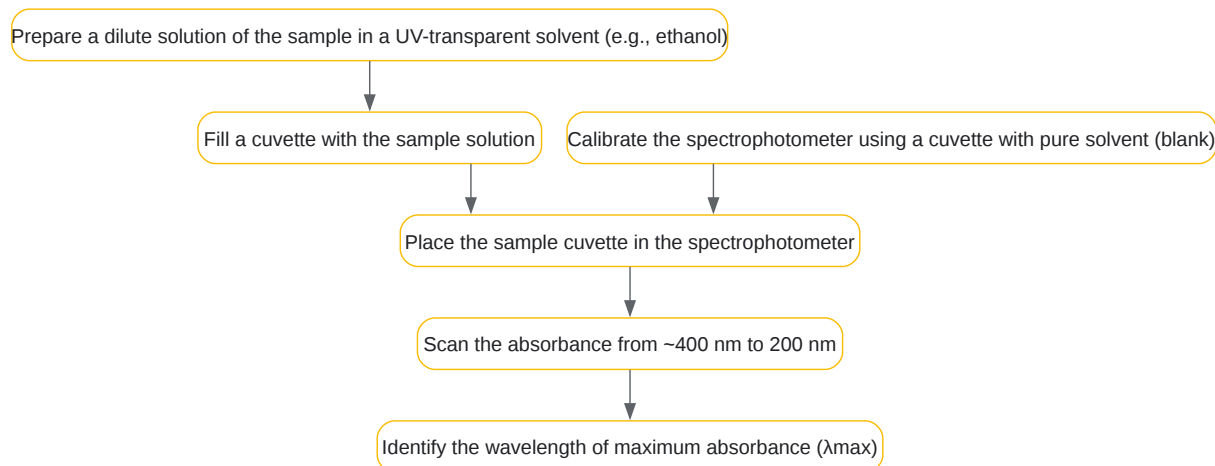 Prepare a dilute solution of the sample in a UV-transparent solvent (e.g., ethanol)
Fill a cuvette with the sample solution
Calibrate the spectrophotometer using a cuvette with pure solvent (blank)
Place the sample cuvette in the spectrophotometer
Scan the absorbance from ~400 nm to 200 nm
Identify the wavelength of maximum absorbance (λmax)